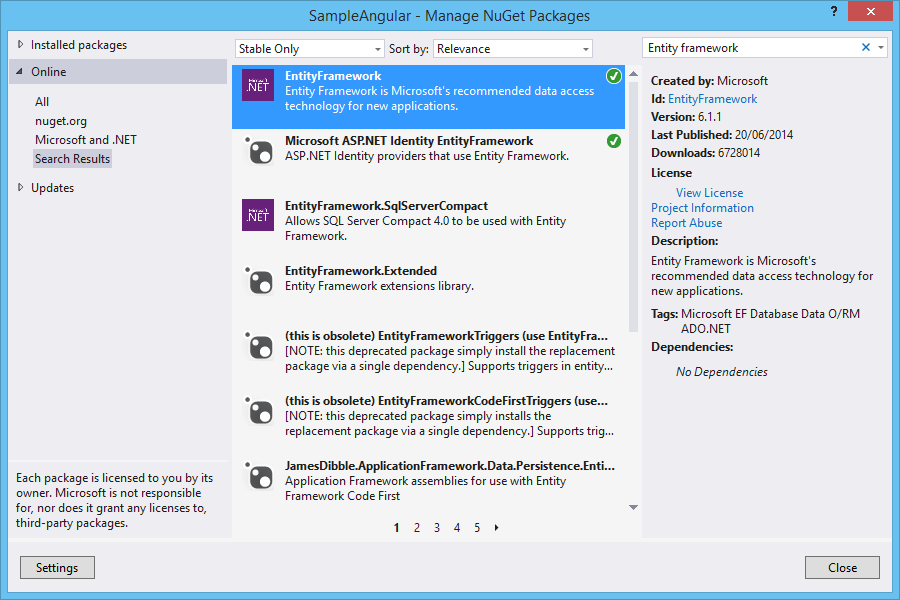 SampleAngular - Manage NuGet Packages
?
Installed packages
Online
All
nuget.org
Microsoft and .NET
Search Results
Updates
Each package is licensed to you by its
owner. Microsoft is not responsible
for, nor does it grant any licenses to,
third-party packages.
Stable Only
Sort by: Relevance
Microsoft
.NET
EntityFramework
Entity Framework is Microsoft's recommended data access
technology for new applications.
Microsoft ASP.NET Identity EntityFramework
ASP.NET Identity providers that use Entity Framework.
Microsoft
.NET
EntityFramework.SqlServerCompact
Allows SQL Server Compact 4.0 to be used with Entity
Framework.
EntityFramework.Extended
Entity Framework extensions library.
(this is obsolete) EntityFrameworkTriggers (use EntityFra...
[NOTE: this deprecated package simply install the replacement
package via a single dependency.] Supports triggers in entity...
(this is obsolete) EntityFrameworkCodeFirstTriggers (use...
[NOTE: this deprecated package simply installs the
replacement package via a single dependency.] Supports trig...
JamesDibble.ApplicationFramework.Data.Persistence.Enti...
Application Framework assemblies for use with Entity
Framework Code First
1 2 3 4 5
Entity framework
Created by: Microsoft
Id: EntityFramework
Version: 6.1.1
Last Published: 20/06/2014
Downloads: 6728014
License
View License
Project Information
Report Abuse
Description:
Entity Framework is Microsoft's
recommended data access technology for
new applications.
Tags: Microsoft EF Database Data O/RM
ADO.NET
Dependencies:
No Dependencies
Settings
Close